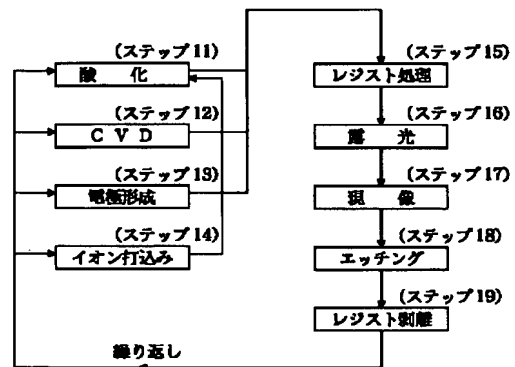 (ステップ11)
酸 化
(ステップ12)
C V D
(ステップ13)
電極形成
(ステップ14)
イオン打込み
(ステップ15)
レジスト処理
(ステップ16)
露 光
(ステップ17)
現 像
(ステップ18)
エッチング
(ステップ19)
レジスト剥離
繰り返し